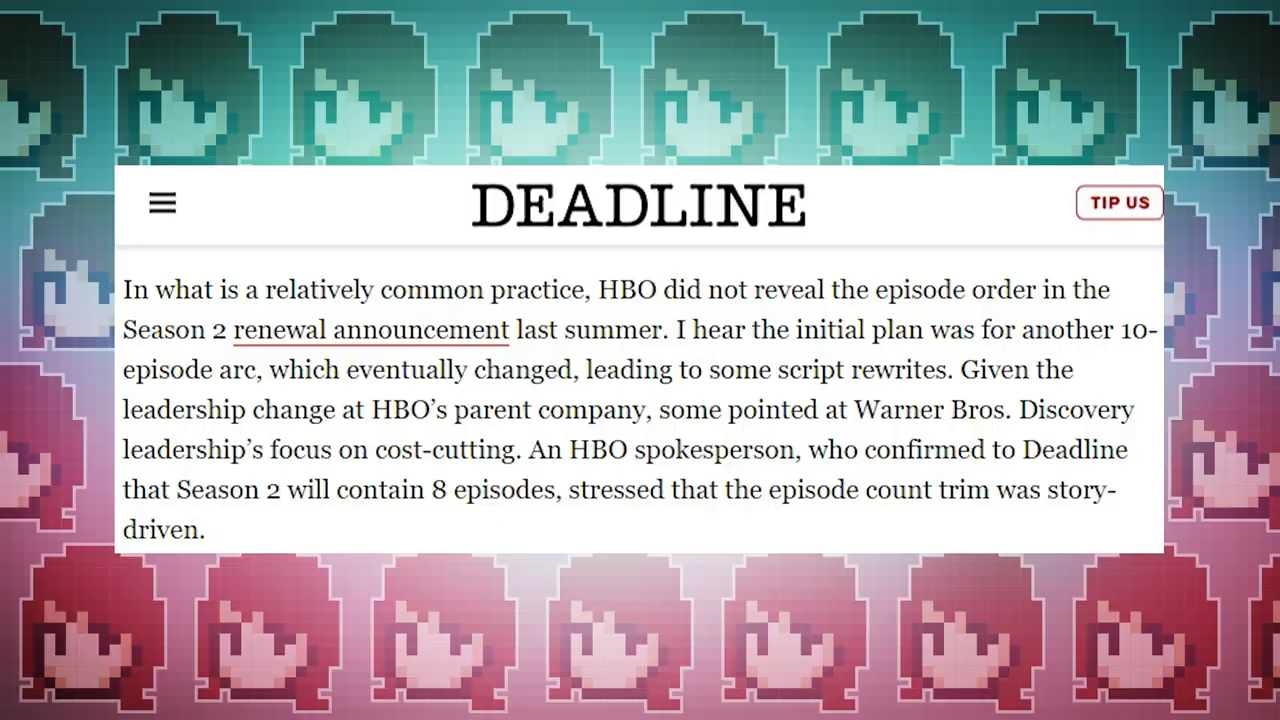 DEADLINE
TIP US
In what is a relatively common practice, HBO did not reveal the episode order in the
Season 2 renewal announcement last summer. I hear the initial plan was for another 10-
episode arc, which eventually changed, leading to some script rewrites. Given the
leadership change at HBO’s parent company, some pointed at Warner Bros. Discovery
leadership’s focus on cost-cutting. An HBO spokesperson, who confirmed to Deadline
that Season 2 will contain 8 episodes, stressed that the episode count trim was story-
driven.